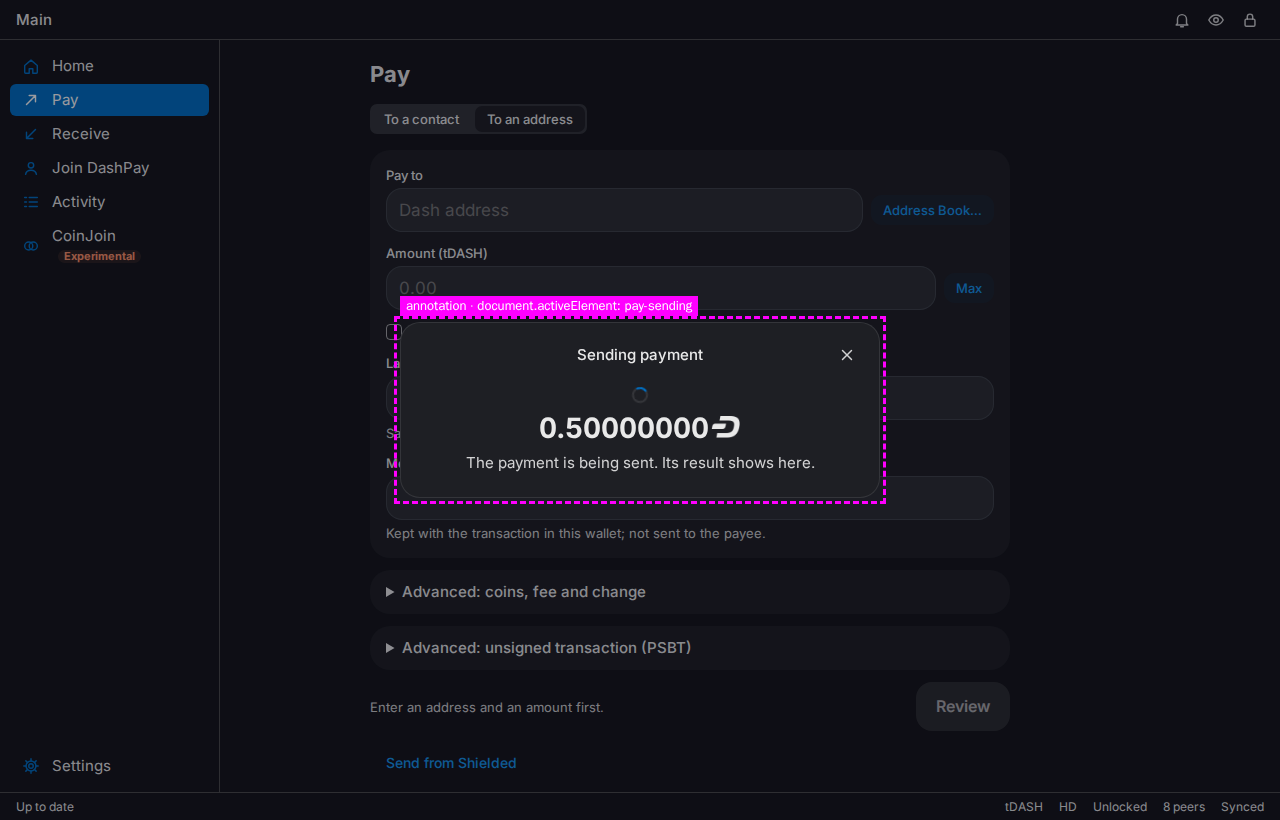 Main
Home
Pay
Receive
Join DashPay
Activity
CoinJoin
Experimental
Settings
Pay
To a contact
To an address
Pay to
Dash address
Address Book...
Amount (tDASH)
0.00
Max
annotation · document.activeElement: pay-sending
Sending payment
0.50000000
The payment is being sent. Its result shows here.
Kept with the transaction in this wallet; not sent to the payee.
Advanced: coins, fee and change
Advanced: unsigned transaction (PSBT)
Enter an address and an amount first.
Review
Send from Shielded
Up to date
tDASH HD Unlocked 8 peers Synced